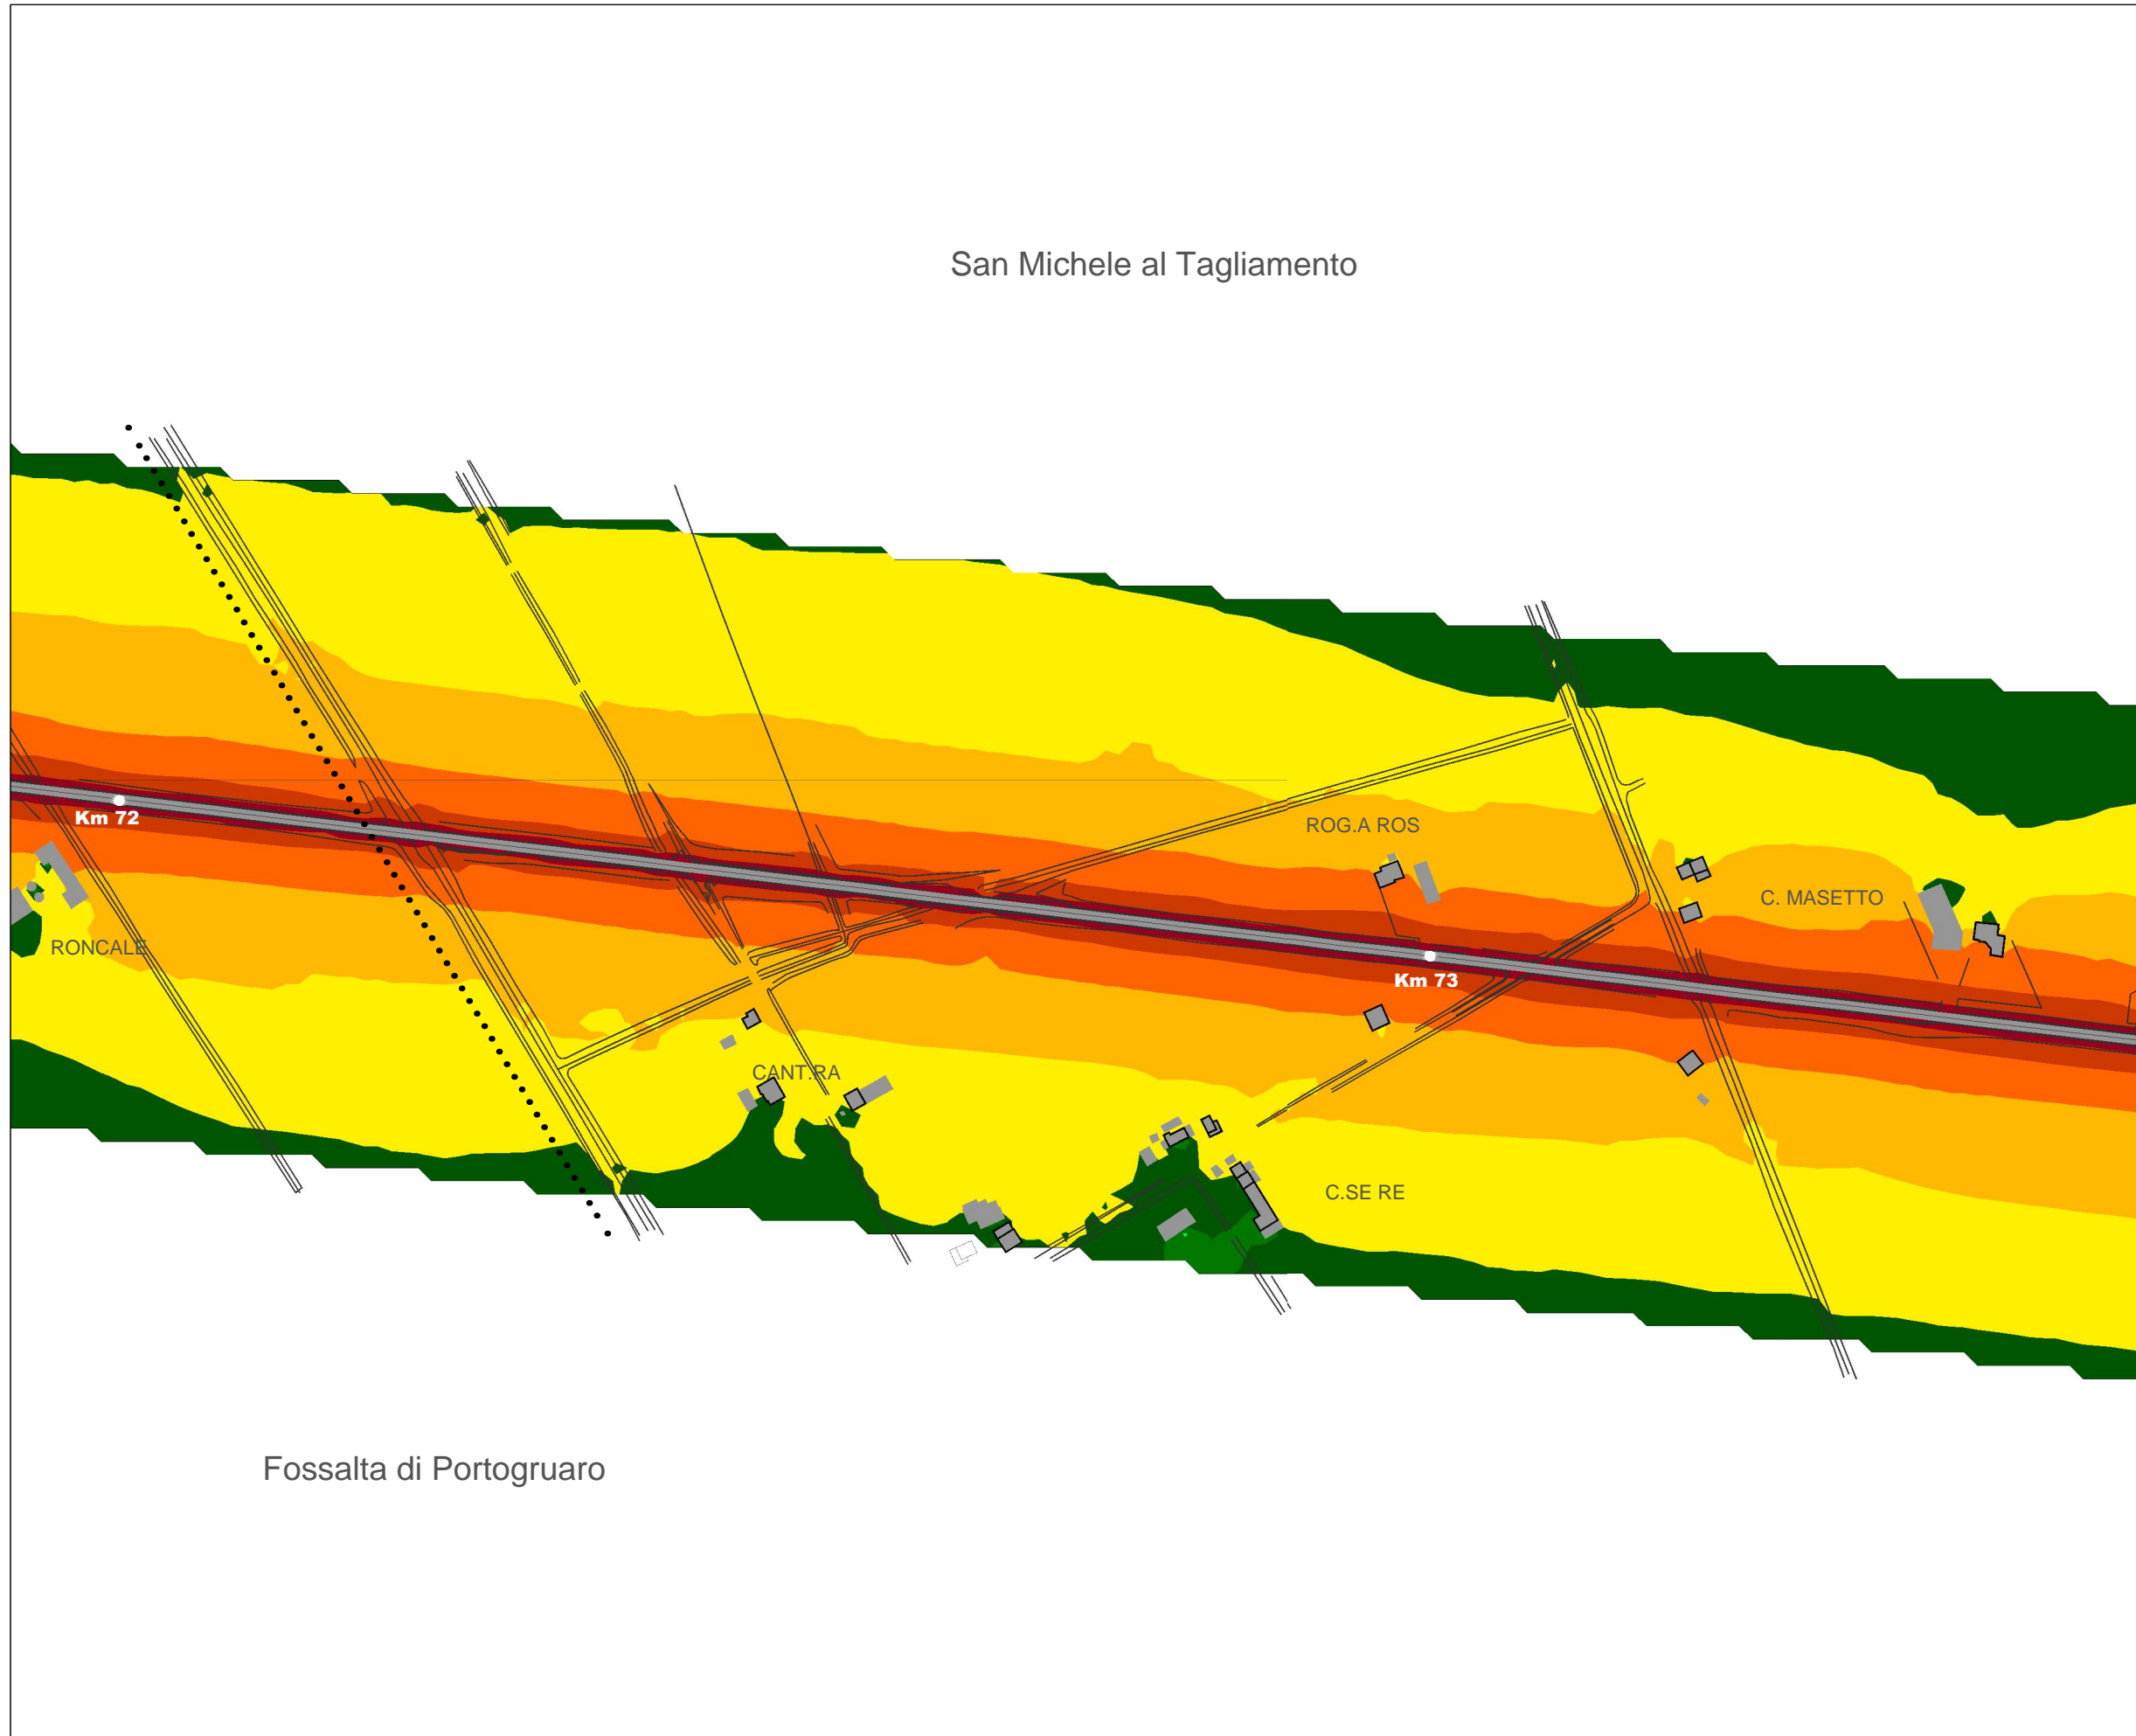 San Michele al Tagliamento
Km 72
ROG.A ROS
C. MASETTO
RONCALE
Km 73
CANT.RA
C.SE RE
Fossalta di Portogruaro